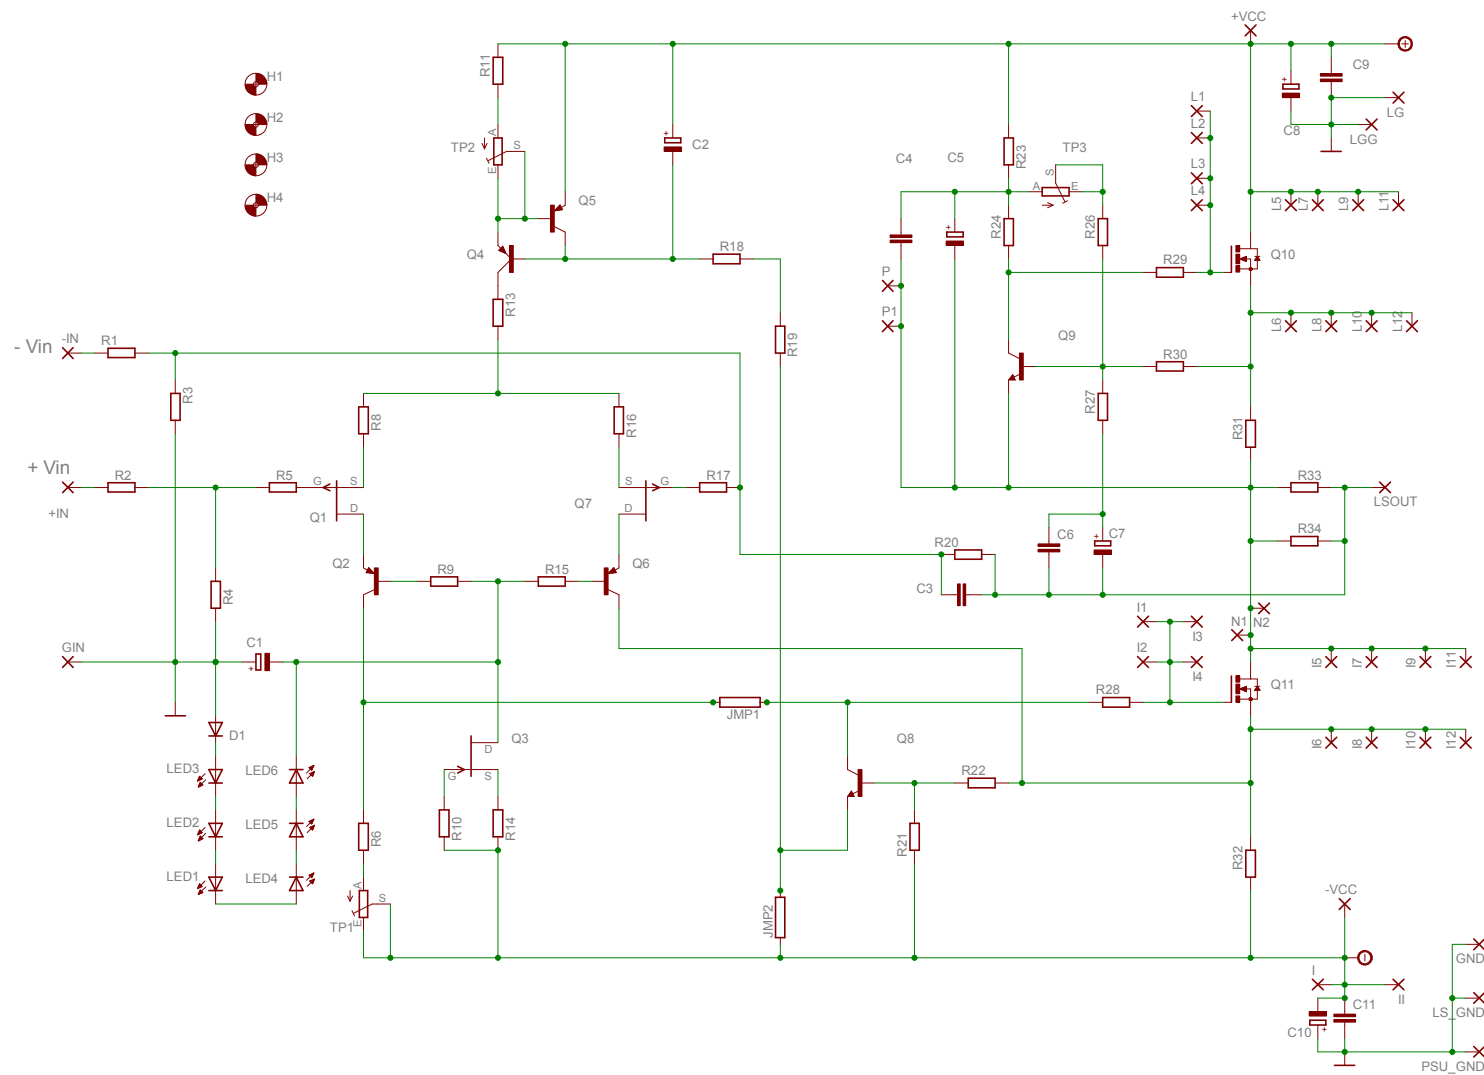 +VCC
R11
H1
C9
L1
LG
H2
L2
C8
LGG
A
TP2
S
C2
R23
TP3
C4
C5
H3
E
L3
S
A
E
L4
H4
Q5
L5
L7
L9
L11
R24
R26
Q4
R18
Q10
R29
P
R13
P1
L6
L8
L10
L12
- Vin
-IN
R1
R19
Q9
R30
R3
R8
R16
R27
R31
+ Vin
R2
R5
G
S
S
G
R17
R33
+IN
Q1
D
Q7
D
LSOUT
R34
R20
C6
C7
Q2
R9
R15
Q6
R4
C3
I1
I3
N1
N2
GIN
C1
I2
I4
I5
I7
I9
I11
Q11
R28
JMP1
D1
Q3
D
Q8
I6
I8
I10
I12
LED3
LED6
G
S
R22
LED2
LED5
R6
R10
R14
R21
R32
LED1
LED4
A
S
TP1
E
JMP2
-VCC
GND
I
II
C11
LS_GND
C10
PSU_GND